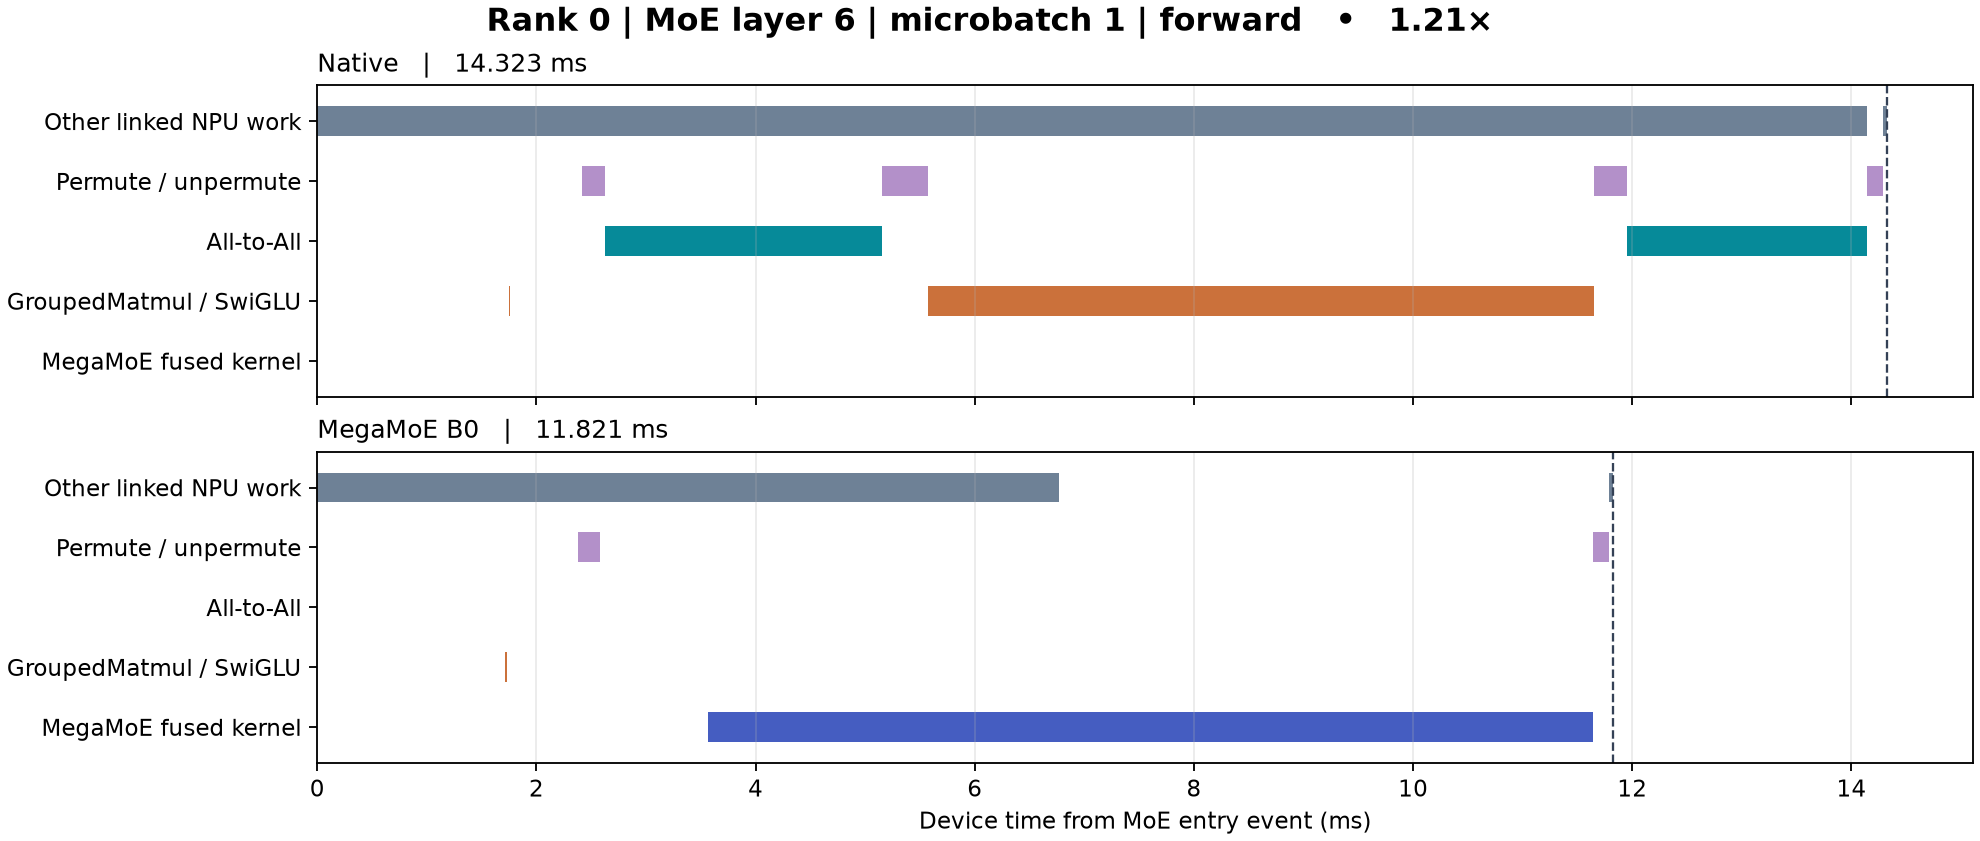 Rank 0 | MoE layer 6 | microbatch 1 | forward • 1.21×
Native | 14.323 ms
Other linked NPU work
Permute / unpermute
All-to-All
GroupedMatmul / SwiGLU
MegaMoE fused kernel
MegaMoE B0 | 11.821 ms
Other linked NPU work
Permute / unpermute
All-to-All
GroupedMatmul / SwiGLU
MegaMoE fused kernel
0 2 4 6 8 10 12 14
Device time from MoE entry event (ms)